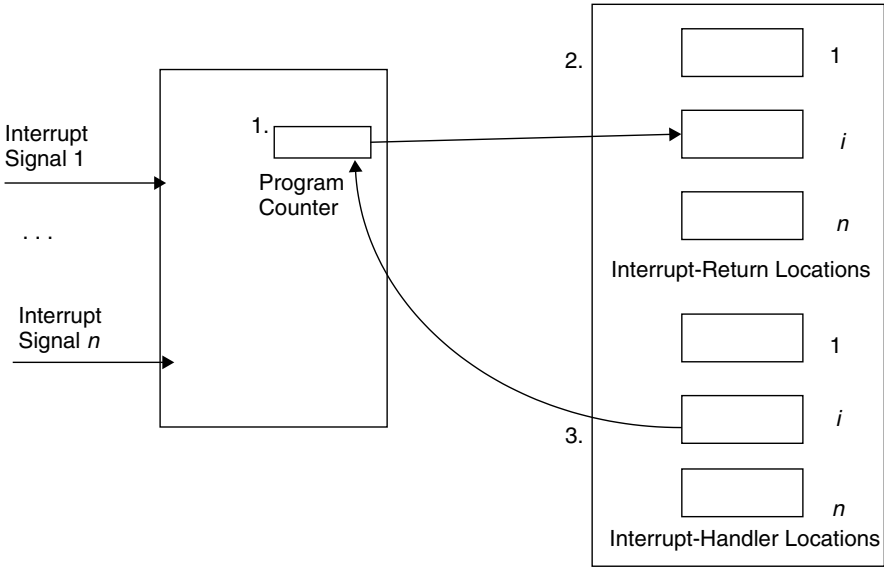 Interrupt
Signal 1
. . .
Interrupt
Signal n
1.
Program
Counter
2.
1
i
n
Interrupt-Return Locations
1
i
3.
n
Interrupt-Handler Locations